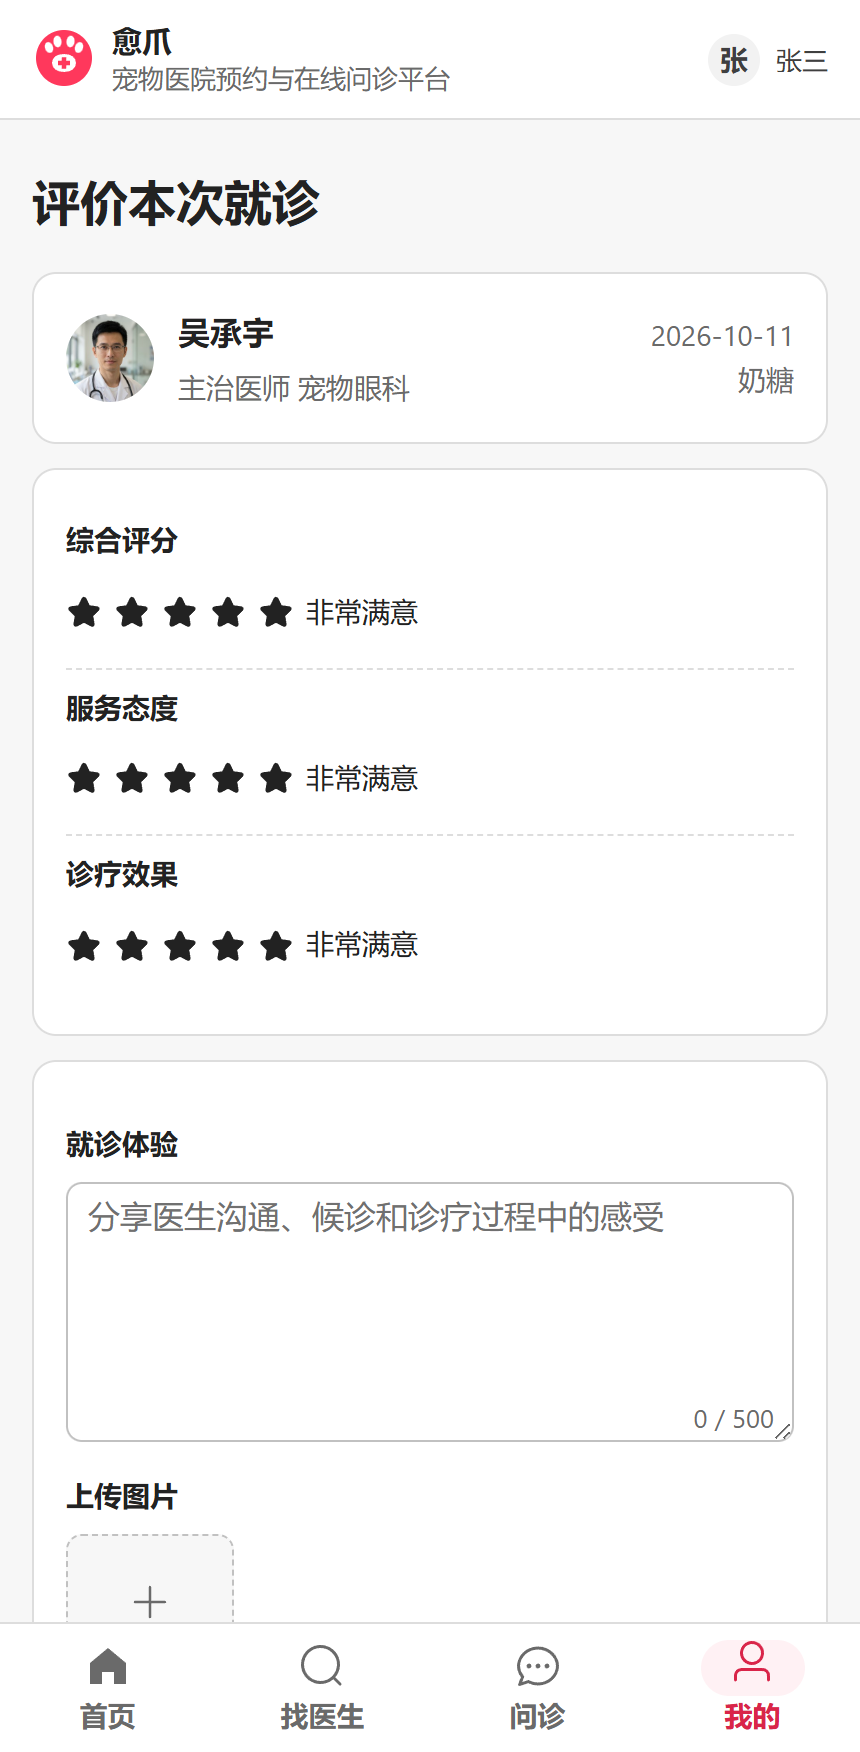 愈爪
宠物医院预约与在线问诊平台
张 张三
评价本次就诊
吴承宇
主治医师 宠物眼科
2026-10-11
奶糖
综合评分
非常满意
服务态度
非常满意
诊疗效果
非常满意
就诊体验
分享医生沟通、候诊和诊疗过程中的感受
0 / 500
上传图片
首页
找医生
问诊
我的